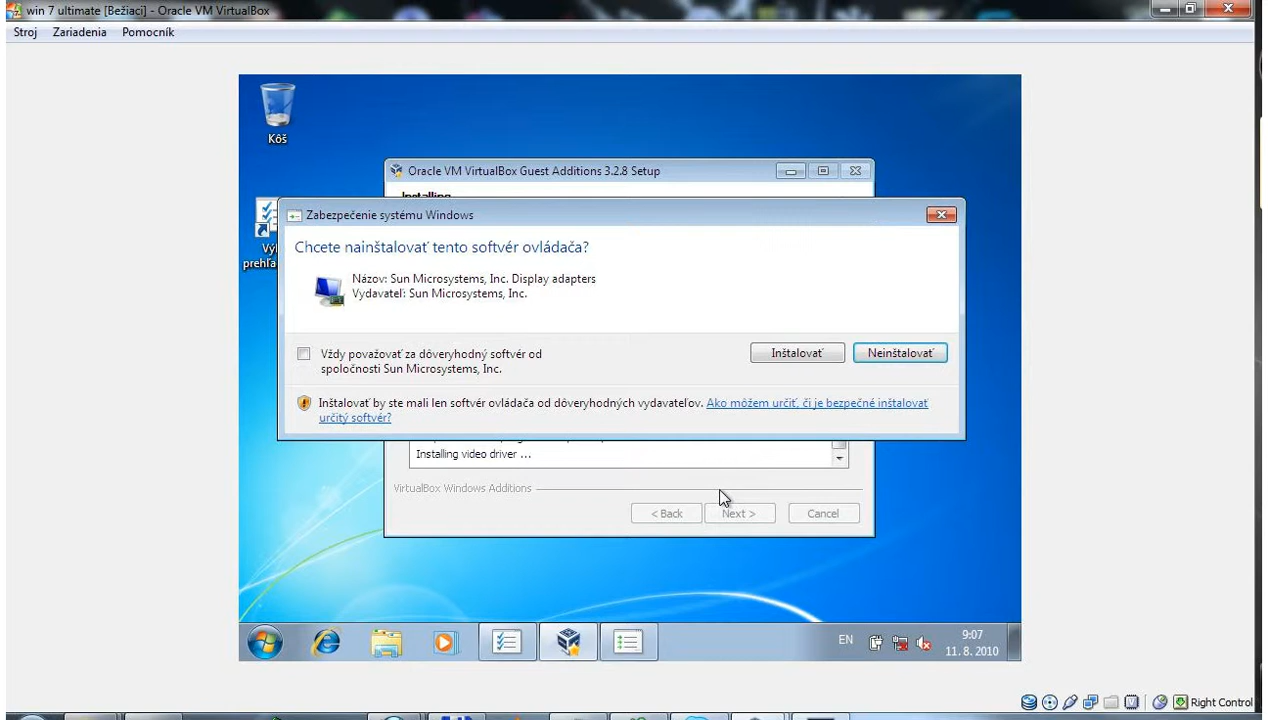 win 7 ultimate [Bežiaci] - Oracle VM VirtualBox
Stroj Zariadenia Pomocník
Kôš
Oracle VM VirtualBox Guest Additions 3.2.8 Setup
Installing
Zabezpečenie systému Windows
Chcete nainštalovať tento softvér ovládača?
Názov: Sun Microsystems, Inc. Display adapters
Vydavateľ: Sun Microsystems, Inc.
Vždy považovať za dôveryhodný softvér od
spoločnosti Sun Microsystems, Inc.
Inštalovať Neinštalovať
Inštalovať by ste mali len softvér ovládača od dôveryhodných vydavateľov. Ako môžem určiť, či je bezpečné inštalovať
určitý softvér?
Installing video driver ...
VirtualBox Windows Additions
< Back Next > Cancel
EN
9:07
11. 8. 2010
Right Control